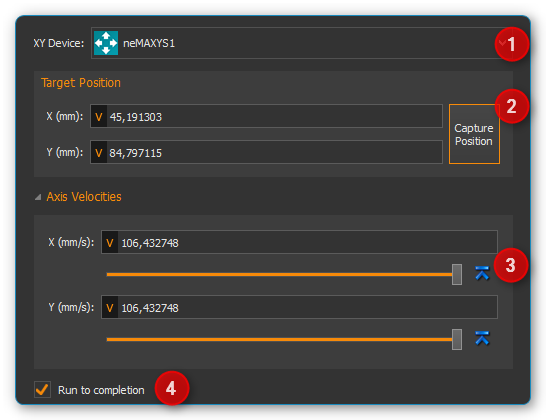 XY Device: neMAXYS1 1
Target Position 2
X (mm): V 45,191303
Capture
Position
Y (mm): V 84,797115
Axis Velocities
X (mm/s): V 106,432748
3
Y (mm/s): V 106,432748
Run to completion 4